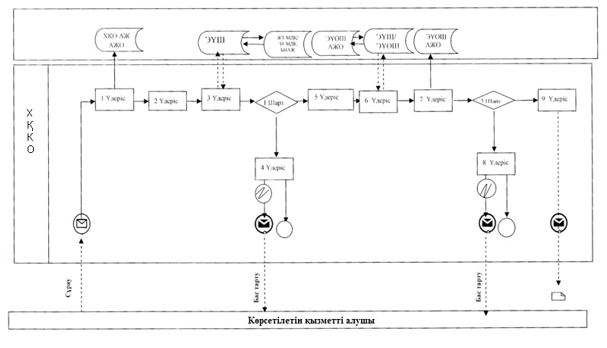 ХҚКО АЖ
АЖО
ЭҮШ
ЭҮОШ
АЖО
ЭҮШ/
ЭҮОШ
ЭҮОШ
АЖО
Х
Қ
К
О
1 Үдеріс
2 Үдеріс
3 Үдеріс
1 Шарт
5 Үдеріс
6 Үдеріс
7 Үдеріс
2 Шарт
9 Үдеріс
4 Үдеріс
8 Үдеріс
Сұрау
Бас тарту
Бас тарту
Көрсетілетін қызметті алушы